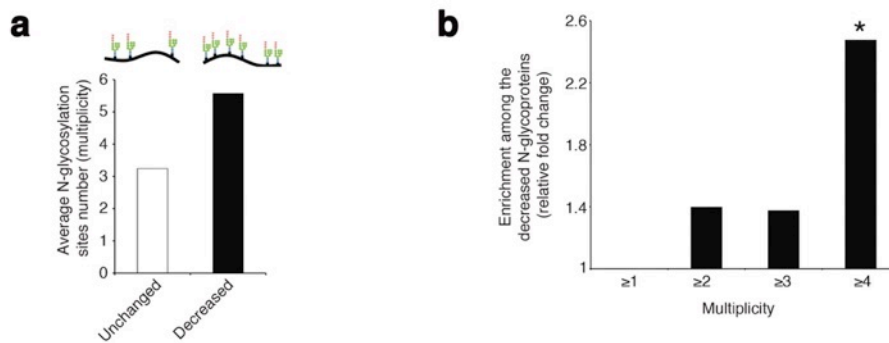 a
Average N-glycosylation
sites number (multiplicity)
6
5
4
3
2
1
0
Unchanged
Decreased
b
Enrichment among the
decreased N-glycoproteins
(relative fold change)
2.6
2.2
1.8
1.4
1
*
≥1 ≥2 ≥3 ≥4
Multiplicity